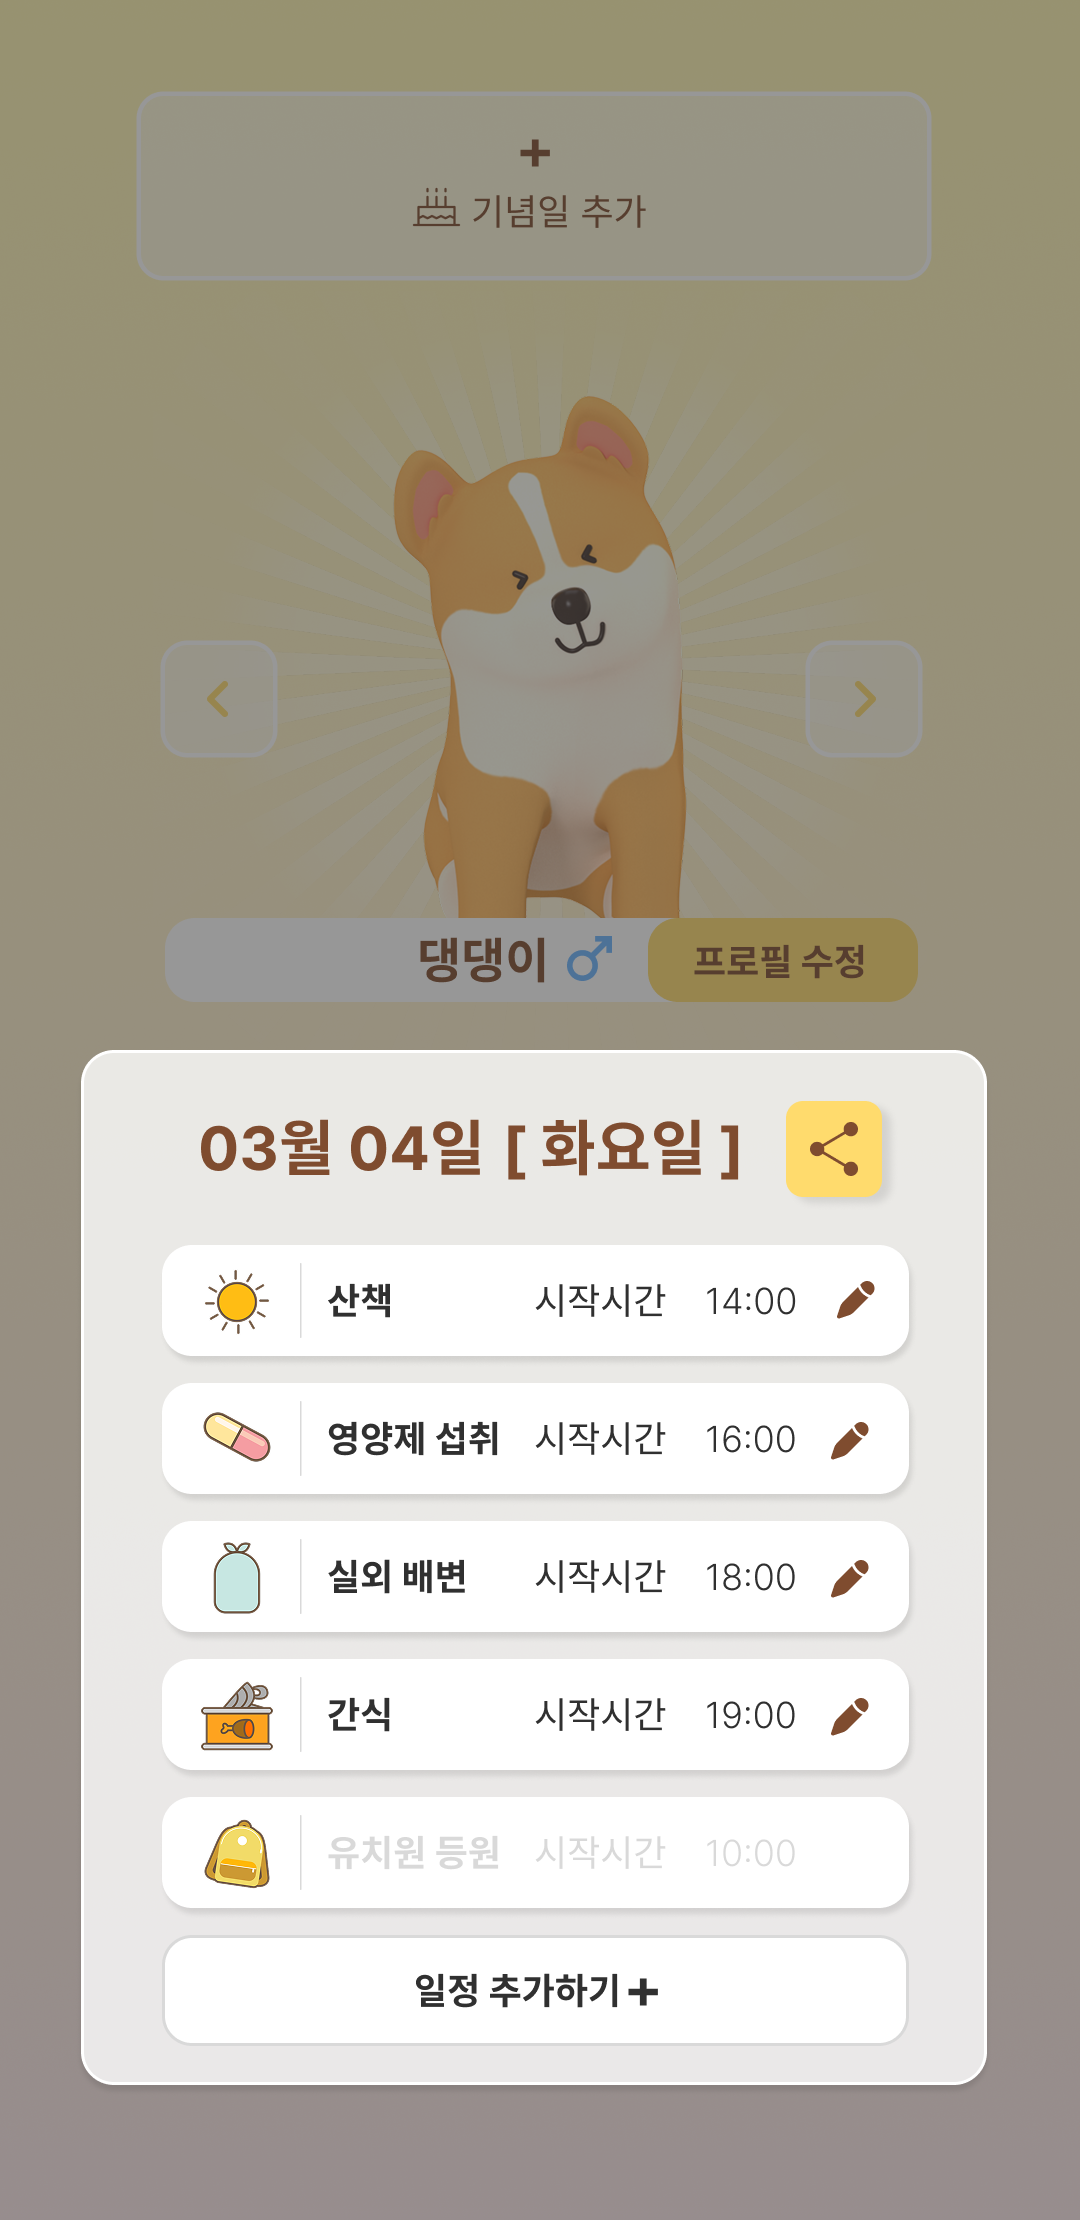 기념일 추가
댕댕이 프로필 수정
03월 04일 [ 화요일 ]
산책 시작시간 14:00
영양제 섭취 시작시간 16:00
실외 배변 시작시간 18:00
간식 시작시간 19:00
유치원 등원 시작시간 10:00
일정 추가하기+